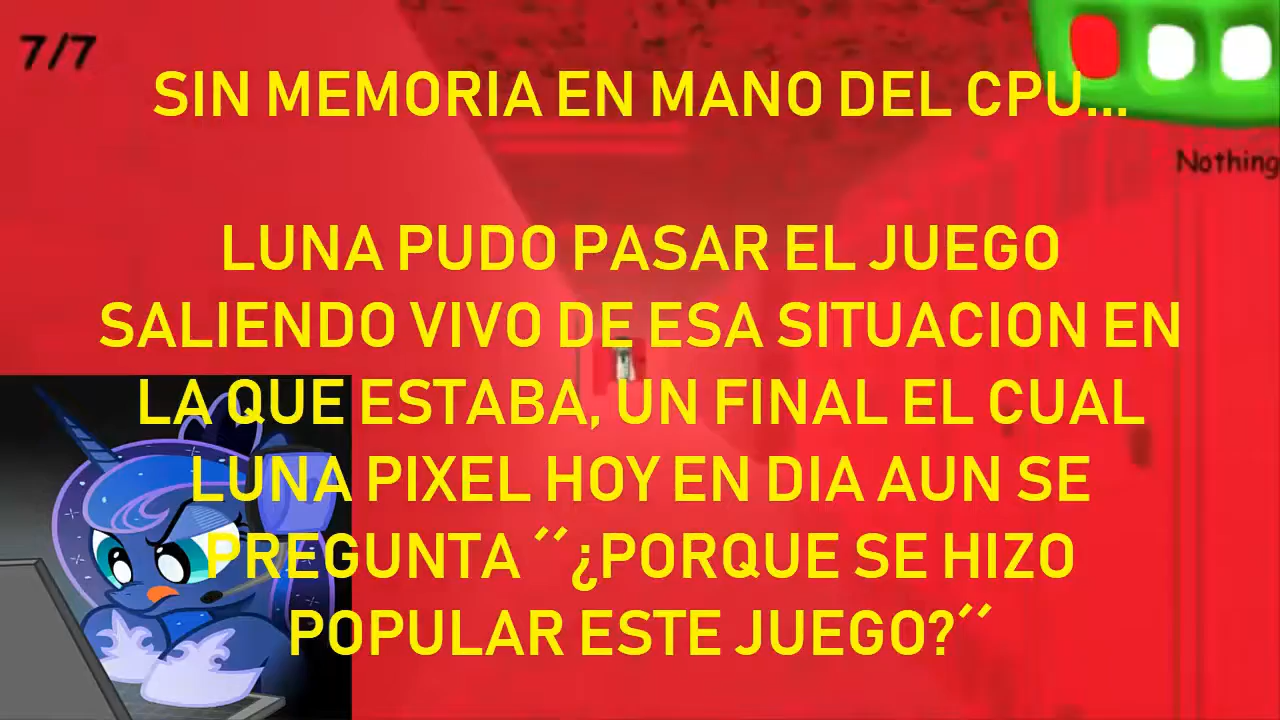 7/7
SIN MEMORIA EN MANO DEL CPU...
Nothing
LUNA PUDO PASAR EL JUEGO
SALIENDO VIVO DE ESA SITUACION EN
LA QUE ESTABA, UN FINAL EL CUAL
LUNA PIXEL HOY EN DIA AUN SE
PREGUNTA ´´¿PORQUE SE HIZO
POPULAR ESTE JUEGO?´´